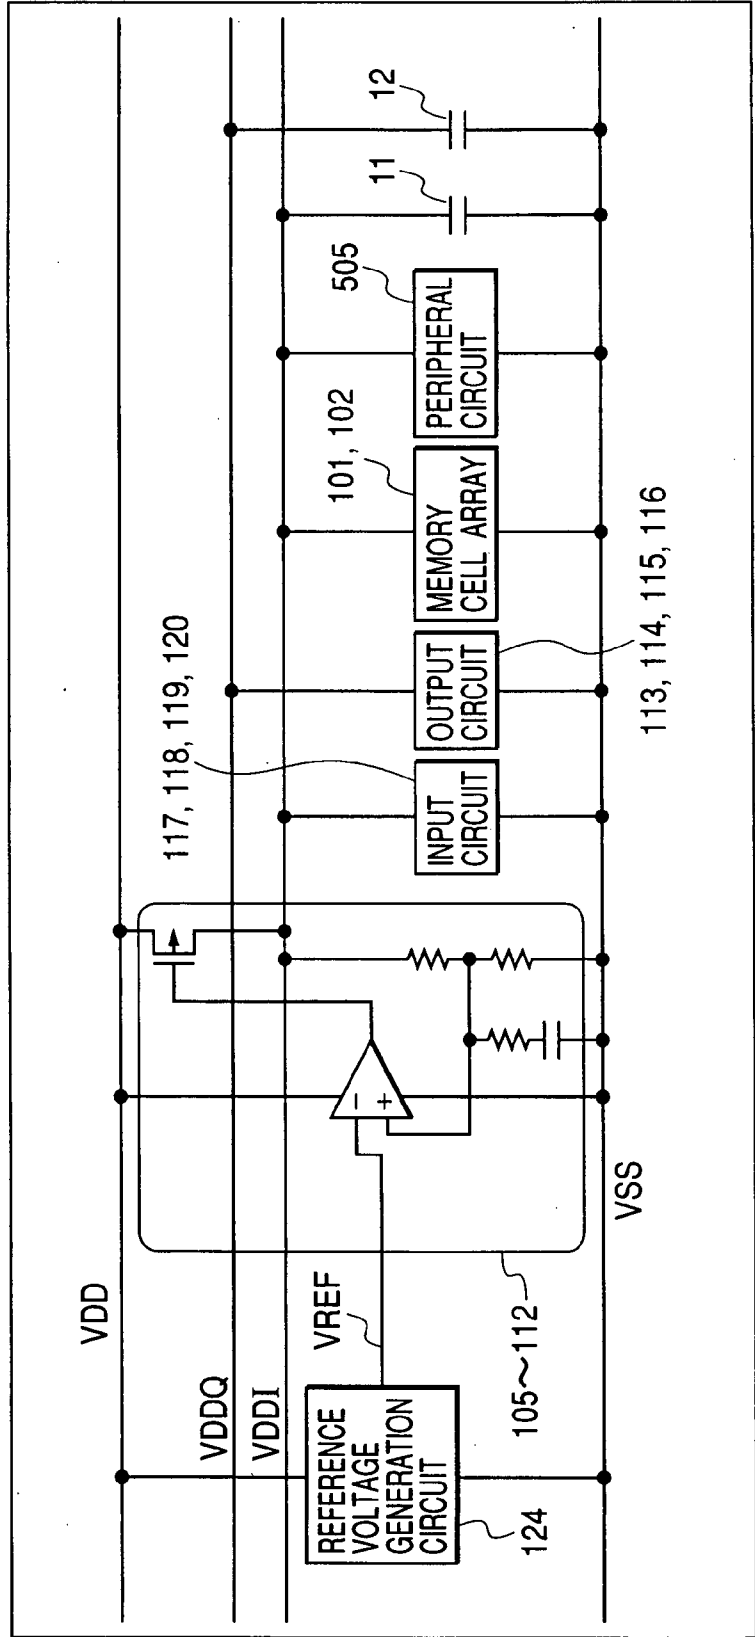 VDD
VDDQ
VDDI
VREF
REFERENCE
VOLTAGE
GENERATION
CIRCUIT
124
105~112
VSS
−
+
117, 118, 119, 120
INPUT
CIRCUIT
OUTPUT
CIRCUIT
113, 114, 115, 116
101, 102
MEMORY
CELL ARRAY
505
PERIPHERAL
CIRCUIT
11
12